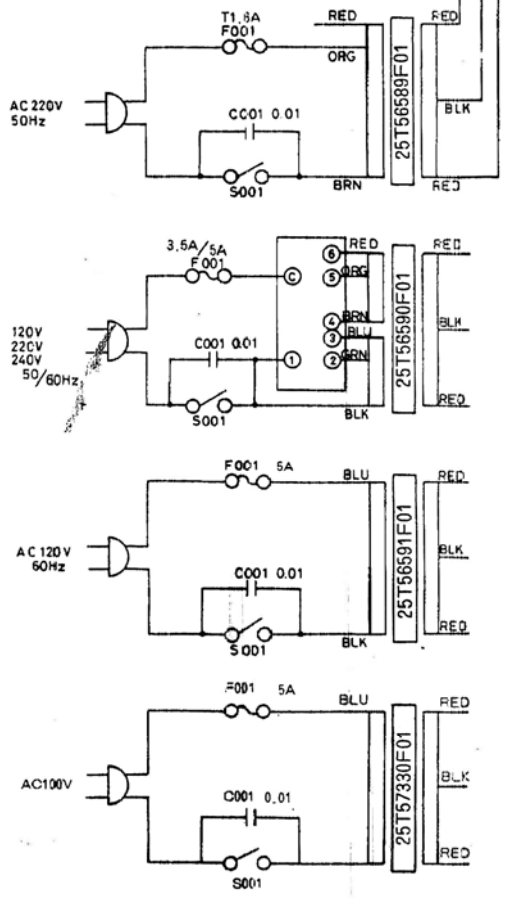 T1.6A
F001
RED
RED
ORG
AC 220V
50Hz
CC01 0.01
BLK
25T56589F01
S001
BRN
RED
3.5A/5A
F001
6
RED
RED
C
5
ORG
4
BRN
120V
220V
240V
50/60Hz
C001 0.01
3
BLU
BLK
25T56590F01
1
2
GRN
S001
BLK
RED
F001 5A
BLU
RED
AC 120V
60Hz
BLK
25T56591F01
C001 0.01
S001
BLK
RED
F001 5A
BLU
RED
AC100V
BLK
25T57330F01
C001 0.01
S001
RED